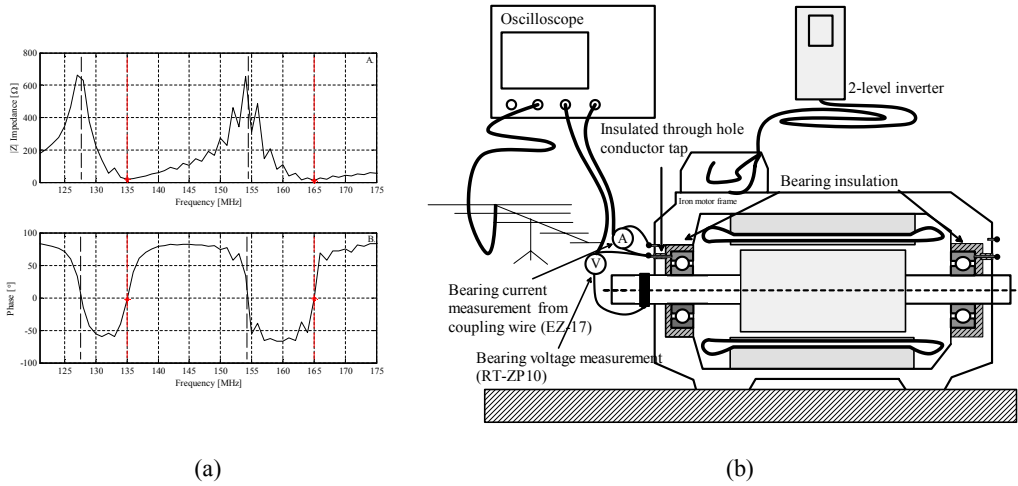 A.
800
600
400
200
0
|Z| Impedance [Ω]
125 130 135 140 145 150 155 160 165 170 175
Frequency [MHz]
B.
100
50
0
-50
-100
Phase [°]
125 130 135 140 145 150 155 160 165 170 175
Frequency [MHz]
(a)
Oscilloscope
2-level inverter
Insulated through hole
conductor tap
Bearing insulation
Iron motor frame
A
V
Bearing current
measurement from
coupling wire (EZ-17)
Bearing voltage measurement
(RT-ZP10)
(b)